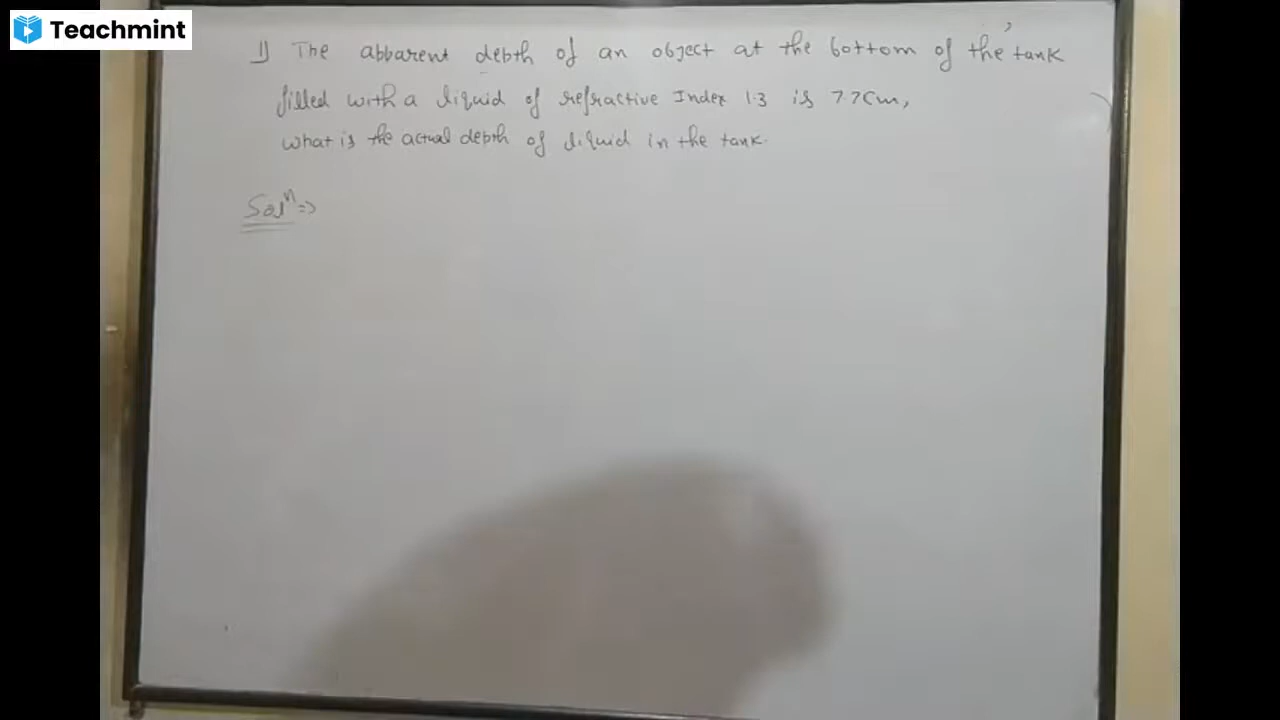 Teachmint
1) The abbarent debth of an object at the bottom of the tank
filled with a liquid of refractive Index 1.3 is 7.7Cm,
what is the actual depth of liquid in the tank.
Solⁿ =>